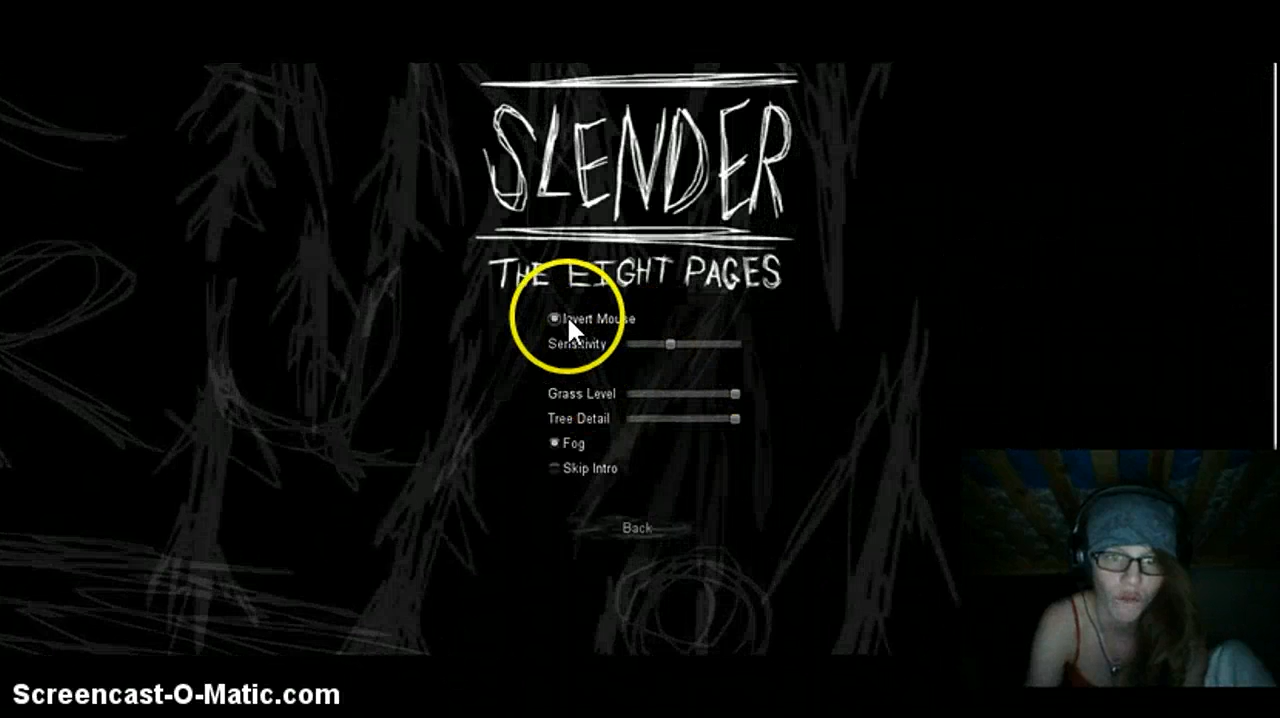 SLENDER
THE EIGHT PAGES
Invert Mouse
Sensitivity
Grass Level
Tree Detail
Fog
Skip Intro
Back
Screencast-O-Matic.com